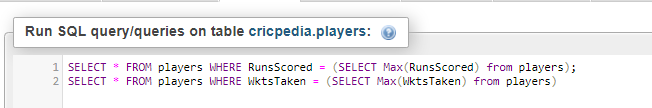 Run SQL query/queries on table cricpedia.players:
1 SELECT * FROM players WHERE RunsScored = (SELECT Max(RunsScored) from players);
2 SELECT * FROM players WHERE WktsTaken = (SELECT Max(WktsTaken) from players)